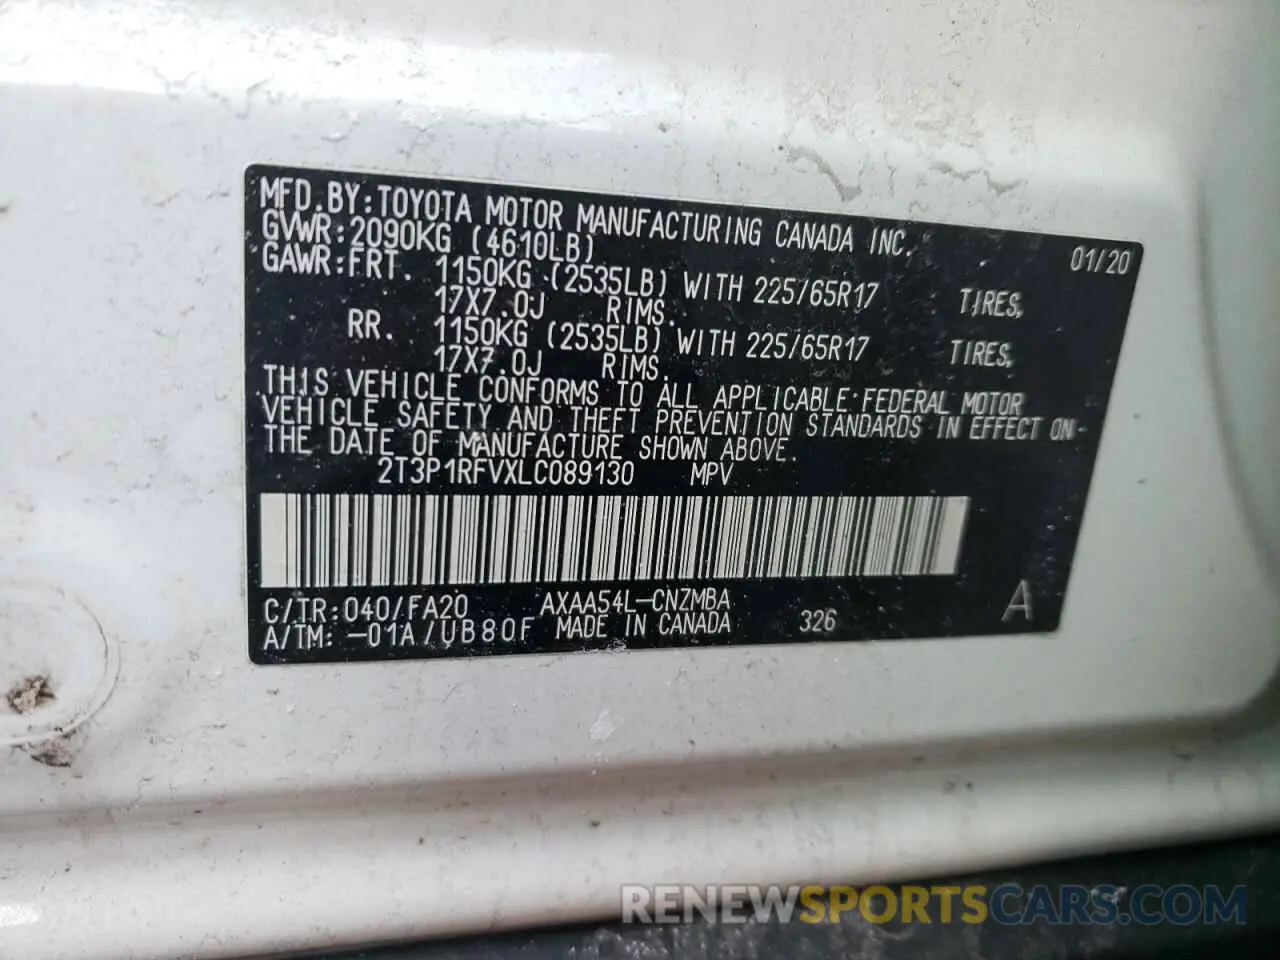 MFD.BY:TOYOTA MOTOR MANUFACTURING CANADA INC. 01/20
GVWR:2090KG (4610LB)
GAWR:FRT. 1150KG (2535LB) WITH 225/65R17 TIRES,
17X7.0J RIMS.
RR. 1150KG (2535LB) WITH 225/65R17 TIRES,
17X7.0J RIMS.
THIS VEHICLE CONFORMS TO ALL APPLICABLE FEDERAL MOTOR
VEHICLE SAFETY AND THEFT PREVENTION STANDARDS IN EFFECT ON
THE DATE OF MANUFACTURE SHOWN ABOVE.
2T3P1RFVXLC089130 MPV
C/TR:040/FA20 AXAA54L-CNZMBA
A/TM: -01A/UB80F MADE IN CANADA 326 A
RENEWSPORTSCARS.COM